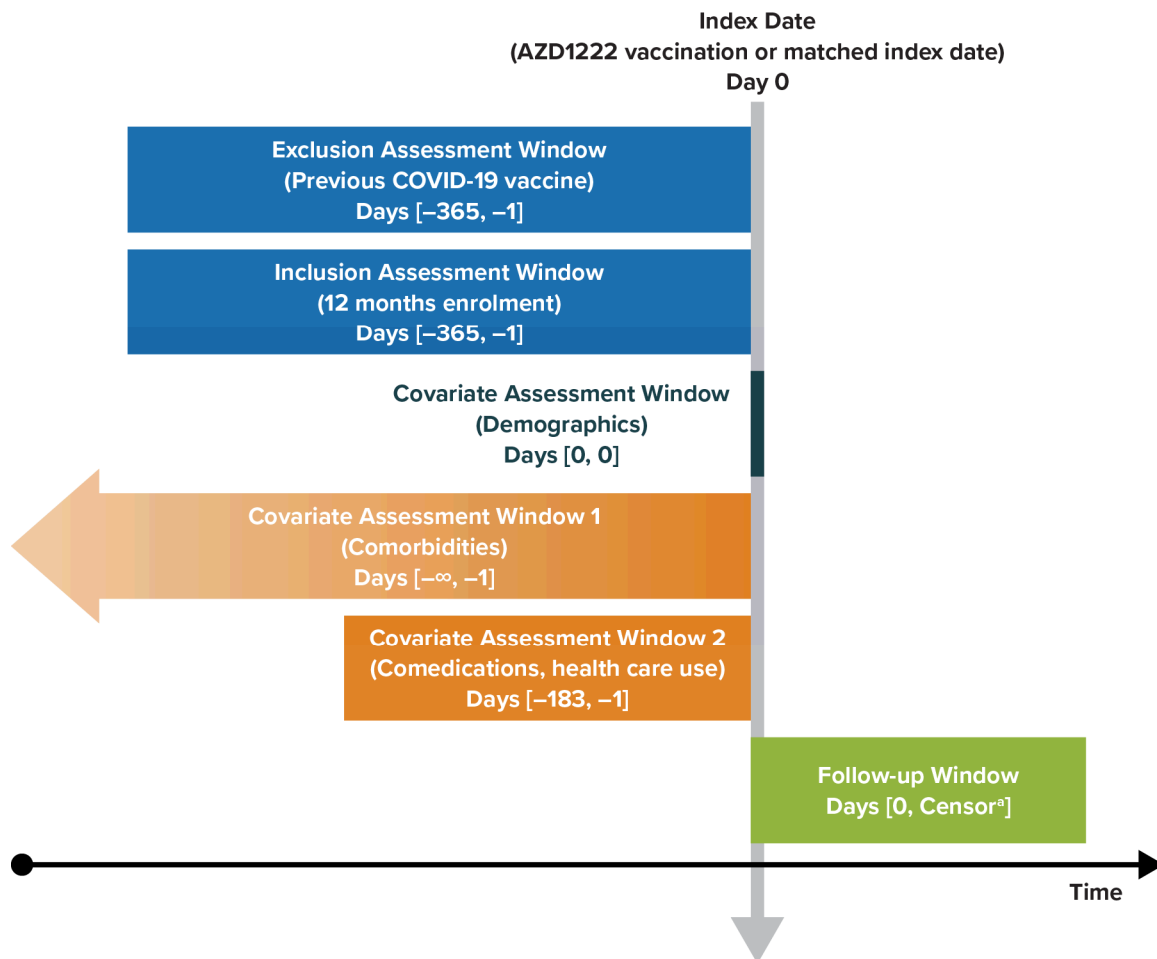 Index Date
(AZD1222 vaccination or matched index date)
Day 0
Exclusion Assessment Window
(Previous COVID-19 vaccine)
Days [–365, –1]
Inclusion Assessment Window
(12 months enrolment)
Days [–365, –1]
Covariate Assessment Window
(Demographics)
Days [0, 0]
Covariate Assessment Window 1
(Comorbidities)
Days [–∞, –1]
Covariate Assessment Window 2
(Comedications, health care use)
Days [–183, –1]
Follow-up Window
Days [0, Censorᵃ]
Time